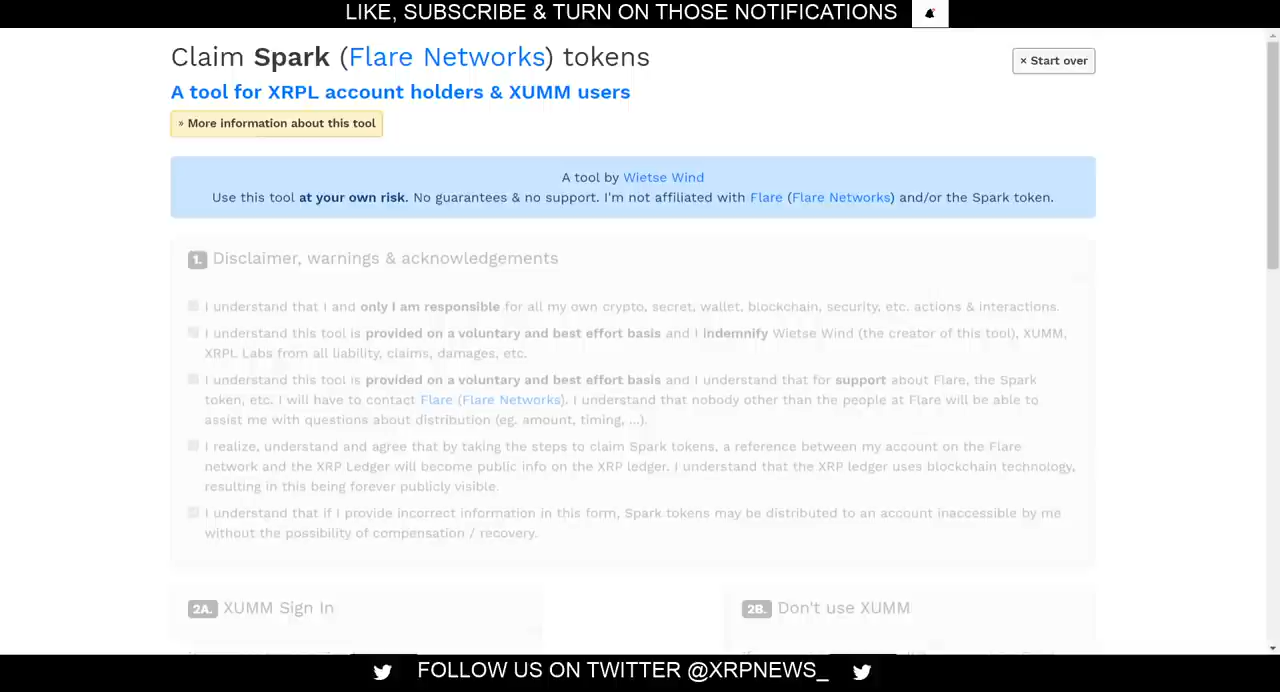 LIKE, SUBSCRIBE & TURN ON THOSE NOTIFICATIONS
Claim Spark (Flare Networks) tokens
× Start over
A tool for XRPL account holders & XUMM users
» More information about this tool
A tool by Wietse Wind
Use this tool at your own risk. No guarantees & no support. I'm not affiliated with Flare (Flare Networks) and/or the Spark token.
1. Disclaimer, warnings & acknowledgements
I understand that I and only I am responsible for all my own crypto, secret, wallet, blockchain, security, etc. actions & interactions.
I understand this tool is provided on a voluntary and best effort basis and I indemnify Wietse Wind (the creator of this tool), XUMM,
XRPL Labs from all liability, claims, damages, etc.
I understand this tool is provided on a voluntary and best effort basis and I understand that for support about Flare, the Spark
token, etc. I will have to contact Flare (Flare Networks). I understand that nobody other than the people at Flare will be able to
assist me with questions about distribution (eg. amount, timing, ...).
I realize, understand and agree that by taking the steps to claim Spark tokens, a reference between my account on the Flare
network and the XRP Ledger will become public info on the XRP ledger. I understand that the XRP ledger uses blockchain technology,
resulting in this being forever publicly visible.
I understand that if I provide incorrect information in this form, Spark tokens may be distributed to an account inaccessible by me
without the possibility of compensation / recovery.
2A. XUMM Sign In
2B. Don't use XUMM
FOLLOW US ON TWITTER @XRPNEWS_